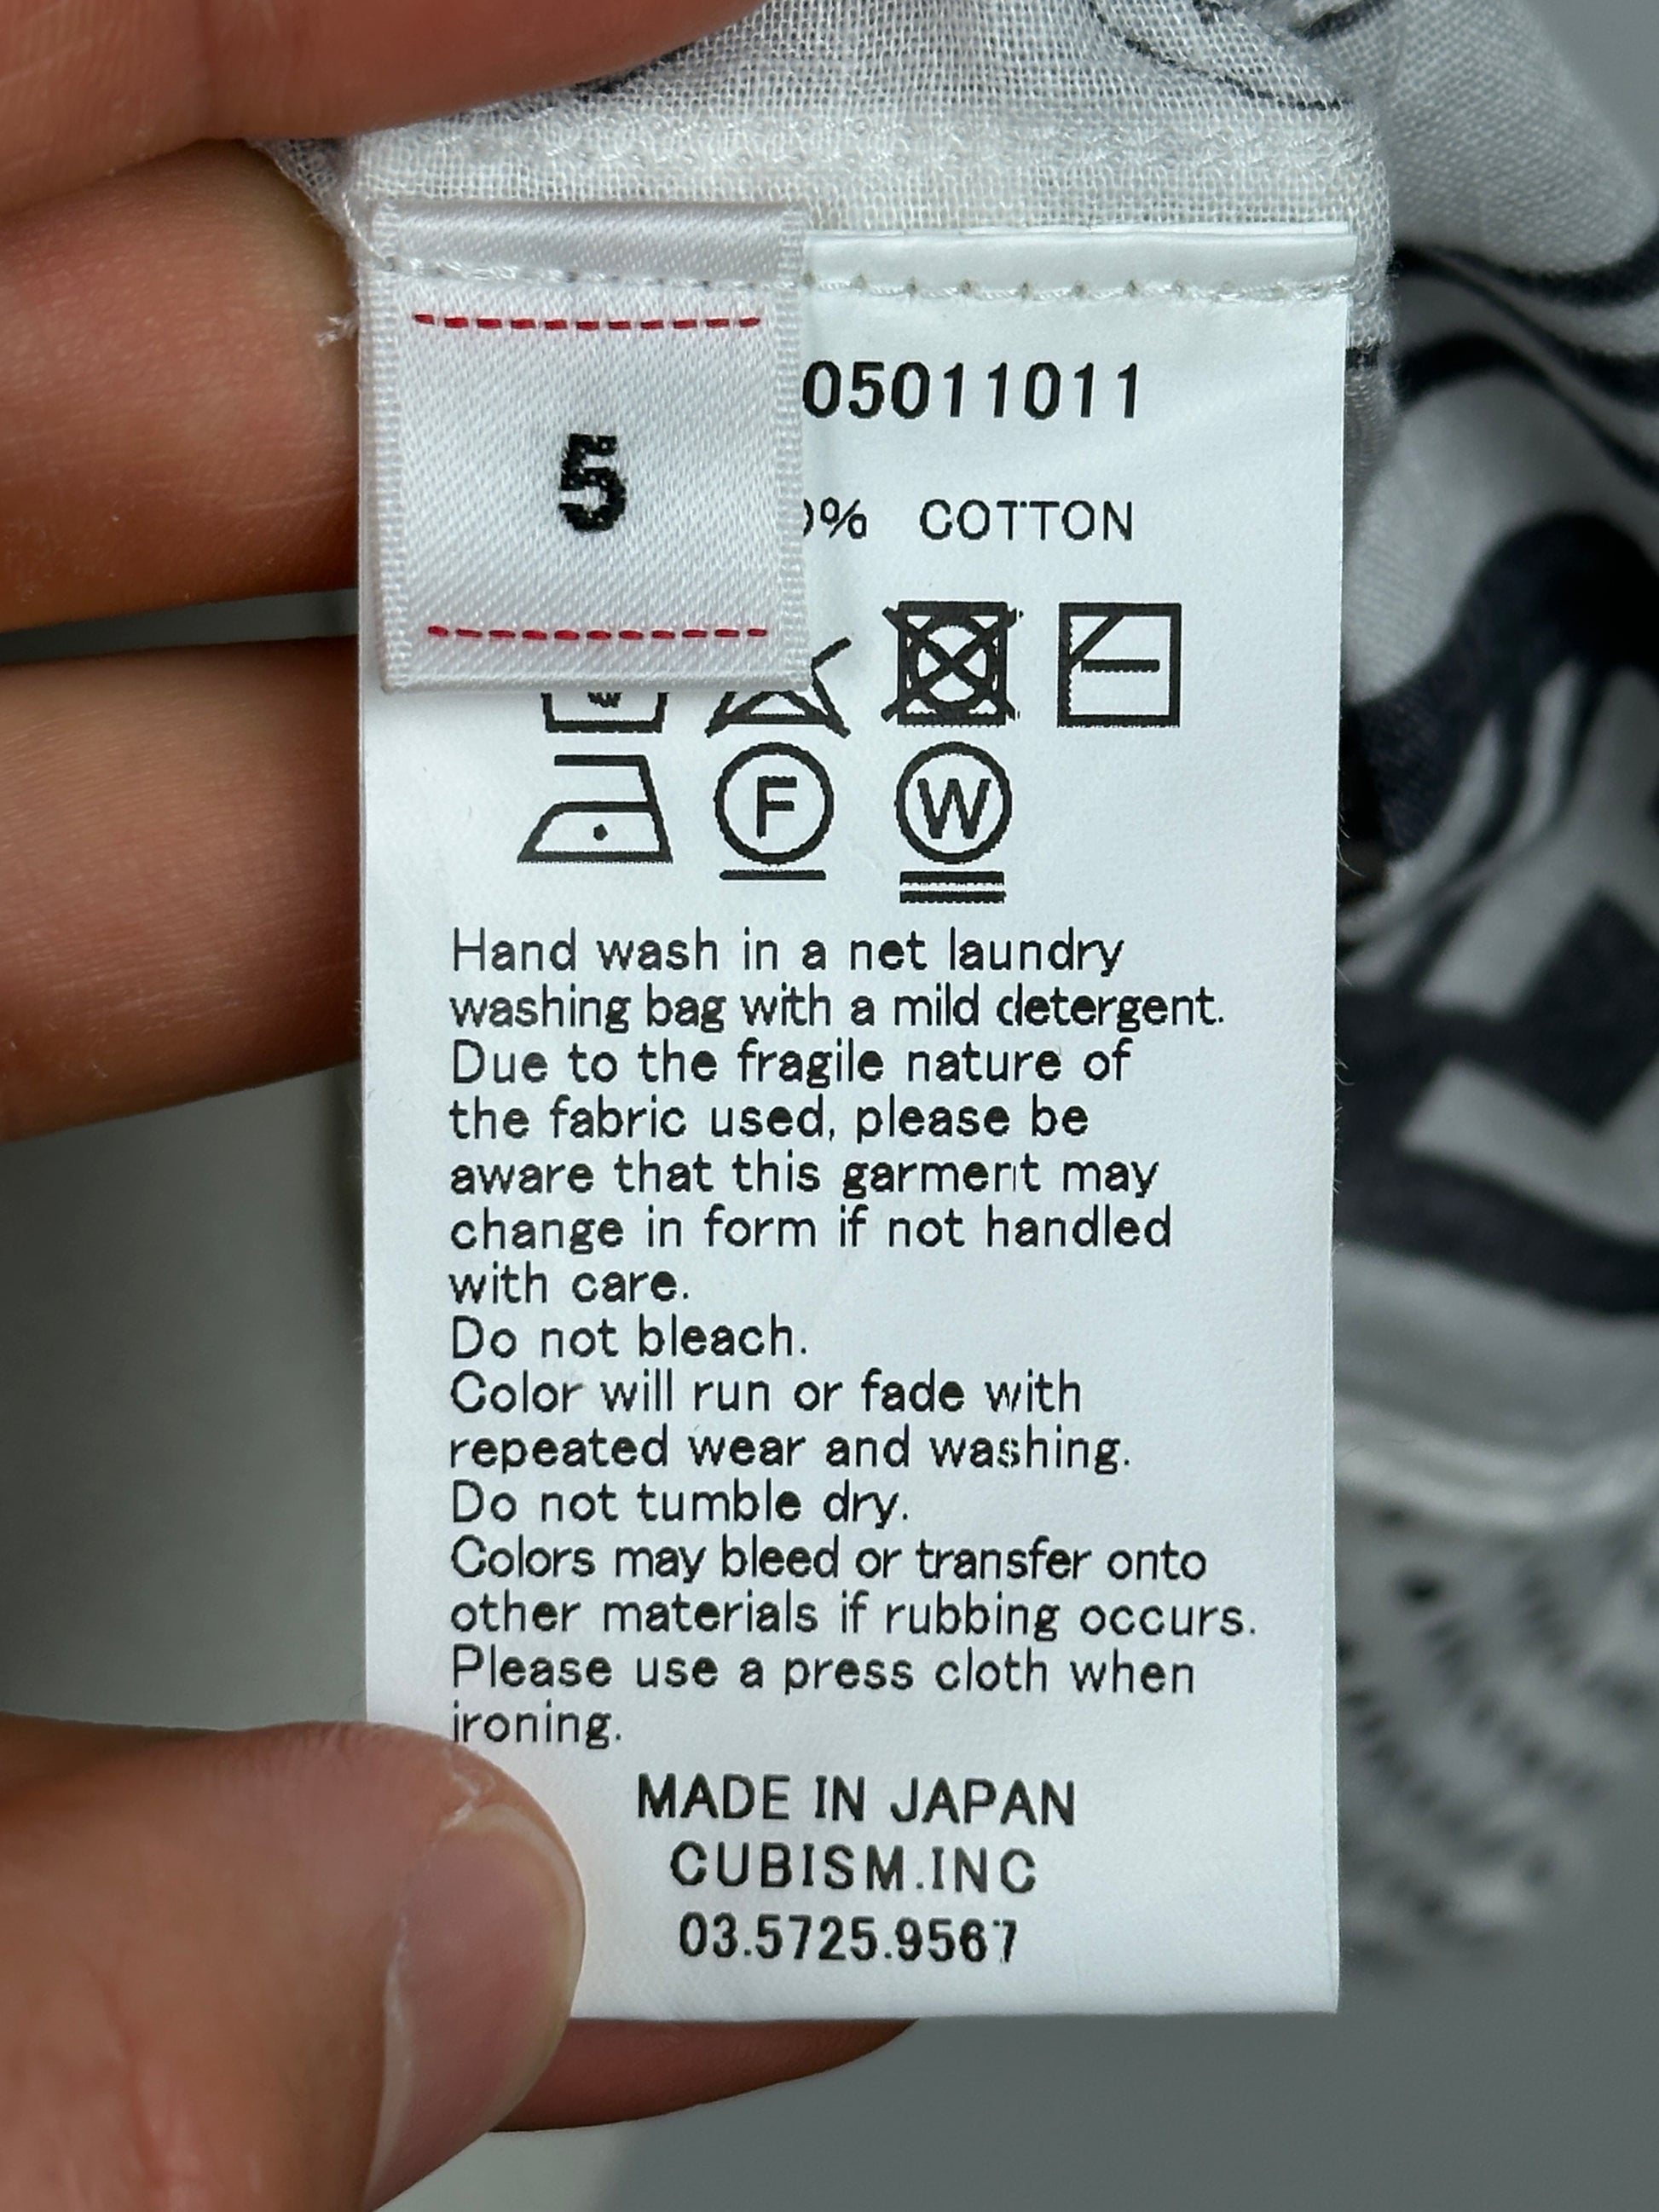 5
05011011
% COTTON
F
W
Hand wash in a net laundry
washing bag with a mild detergent.
Due to the fragile nature of
the fabric used, please be
aware that this garment may
change in form if not handled
with care.
Do not bleach.
Color will run or fade with
repeated wear and washing.
Do not tumble dry.
Colors may bleed or transfer onto
other materials if rubbing occurs.
Please use a press cloth when
ironing.
MADE IN JAPAN
CUBISM.INC
03.5725.9567